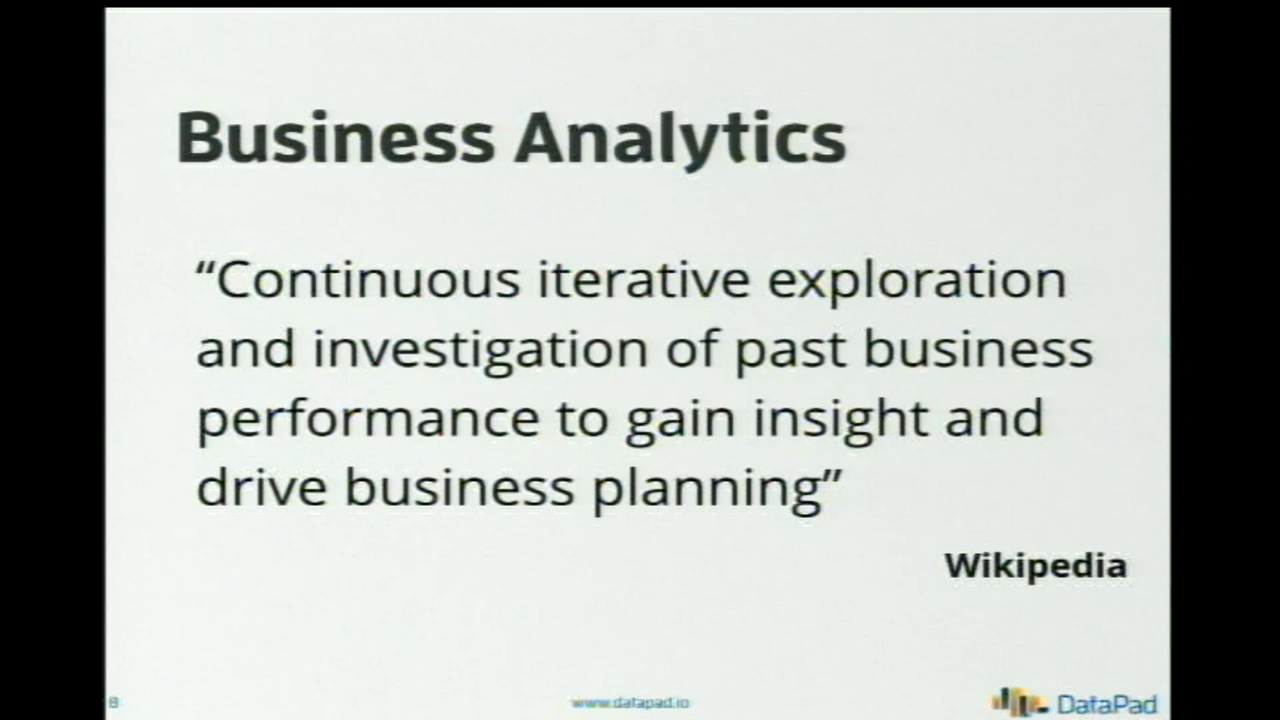 Business Analytics
“Continuous iterative exploration
and investigation of past business
performance to gain insight and
drive business planning”
Wikipedia
8
www.datapad.io
DataPad